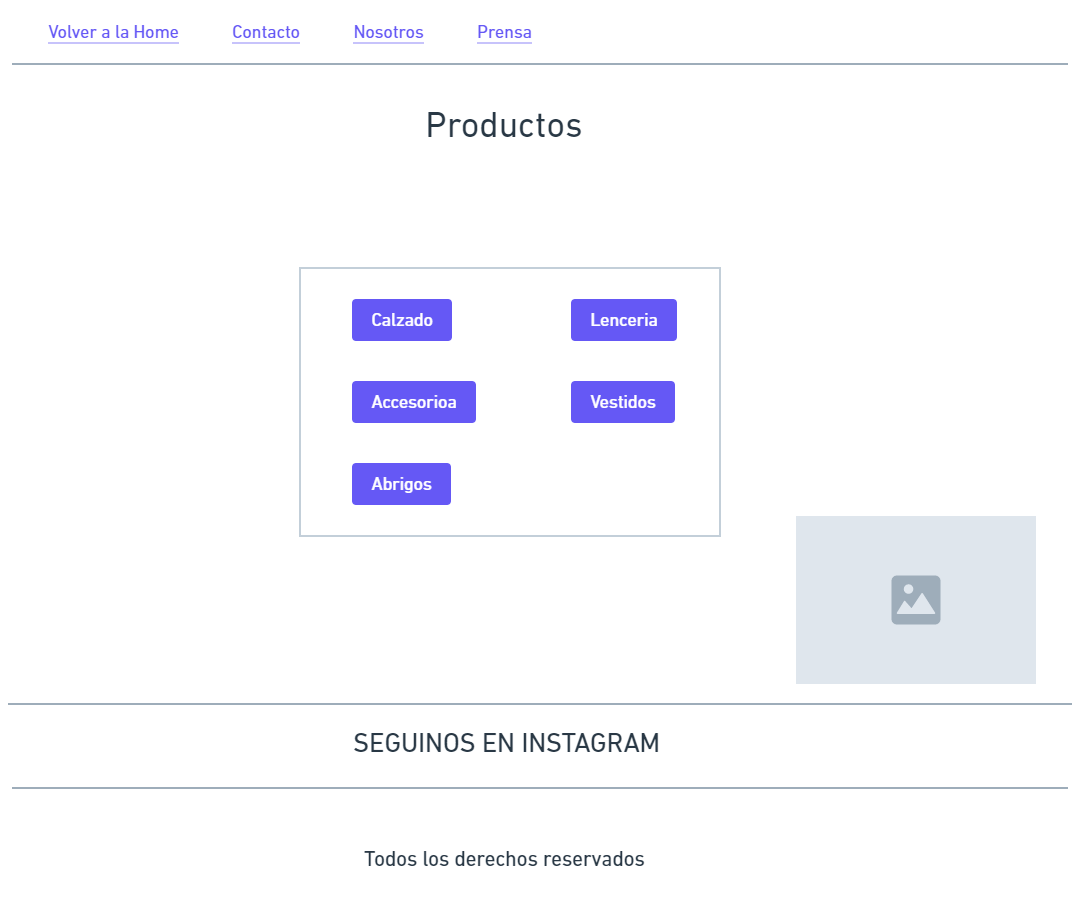 Volver a la Home Contacto Nosotros Prensa
Productos
Calzado Lenceria
Accesorioa Vestidos
Abrigos
SEGUINOS EN INSTAGRAM
Todos los derechos reservados